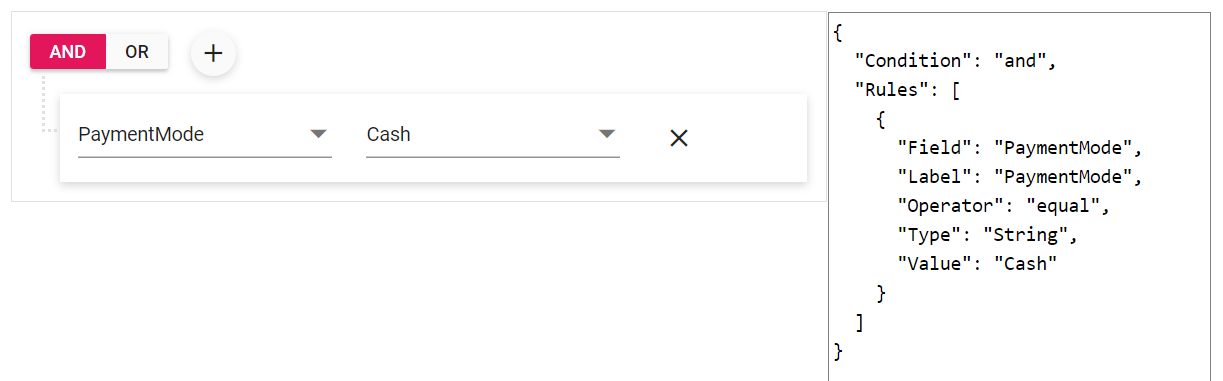 AND OR
PaymentMode Cash
{
  "Condition": "and",
  "Rules": [
    {
      "Field": "PaymentMode",
      "Label": "PaymentMode",
      "Operator": "equal",
      "Type": "String",
      "Value": "Cash"
    }
  ]
}